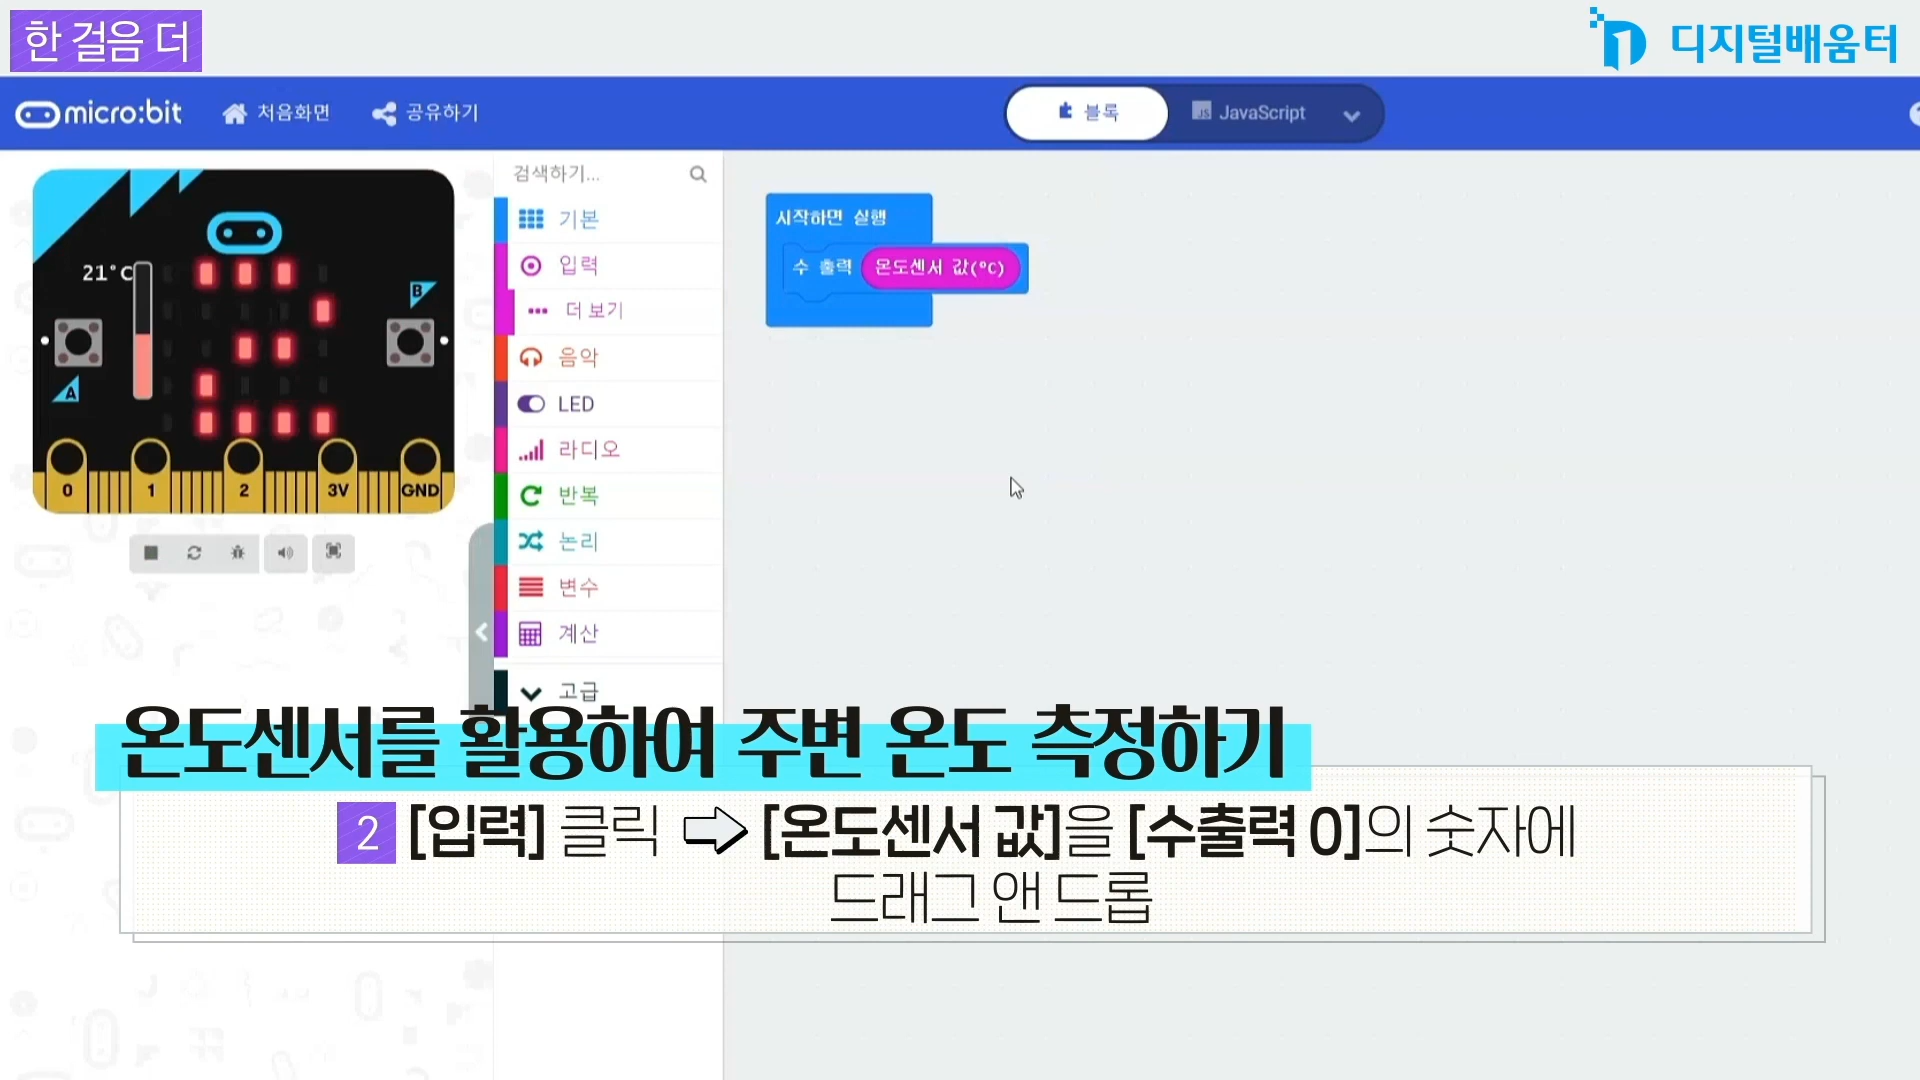 한 걸음 더
디지털배움터
micro:bit
처음화면
공유하기
블록
JavaScript
21°C
B
A
0
1
2
3V
GND
검색하기...
기본
입력
더 보기
음악
LED
라디오
반복
논리
변수
계산
고급
시작하면 실행
수 출력 온도센서 값(°C)
온도센서를 활용하여 주변 온도 측정하기
2 [입력] 클릭 ➡ [온도센서 값]을 [수출력 0]의 숫자에
드래그 앤 드롭